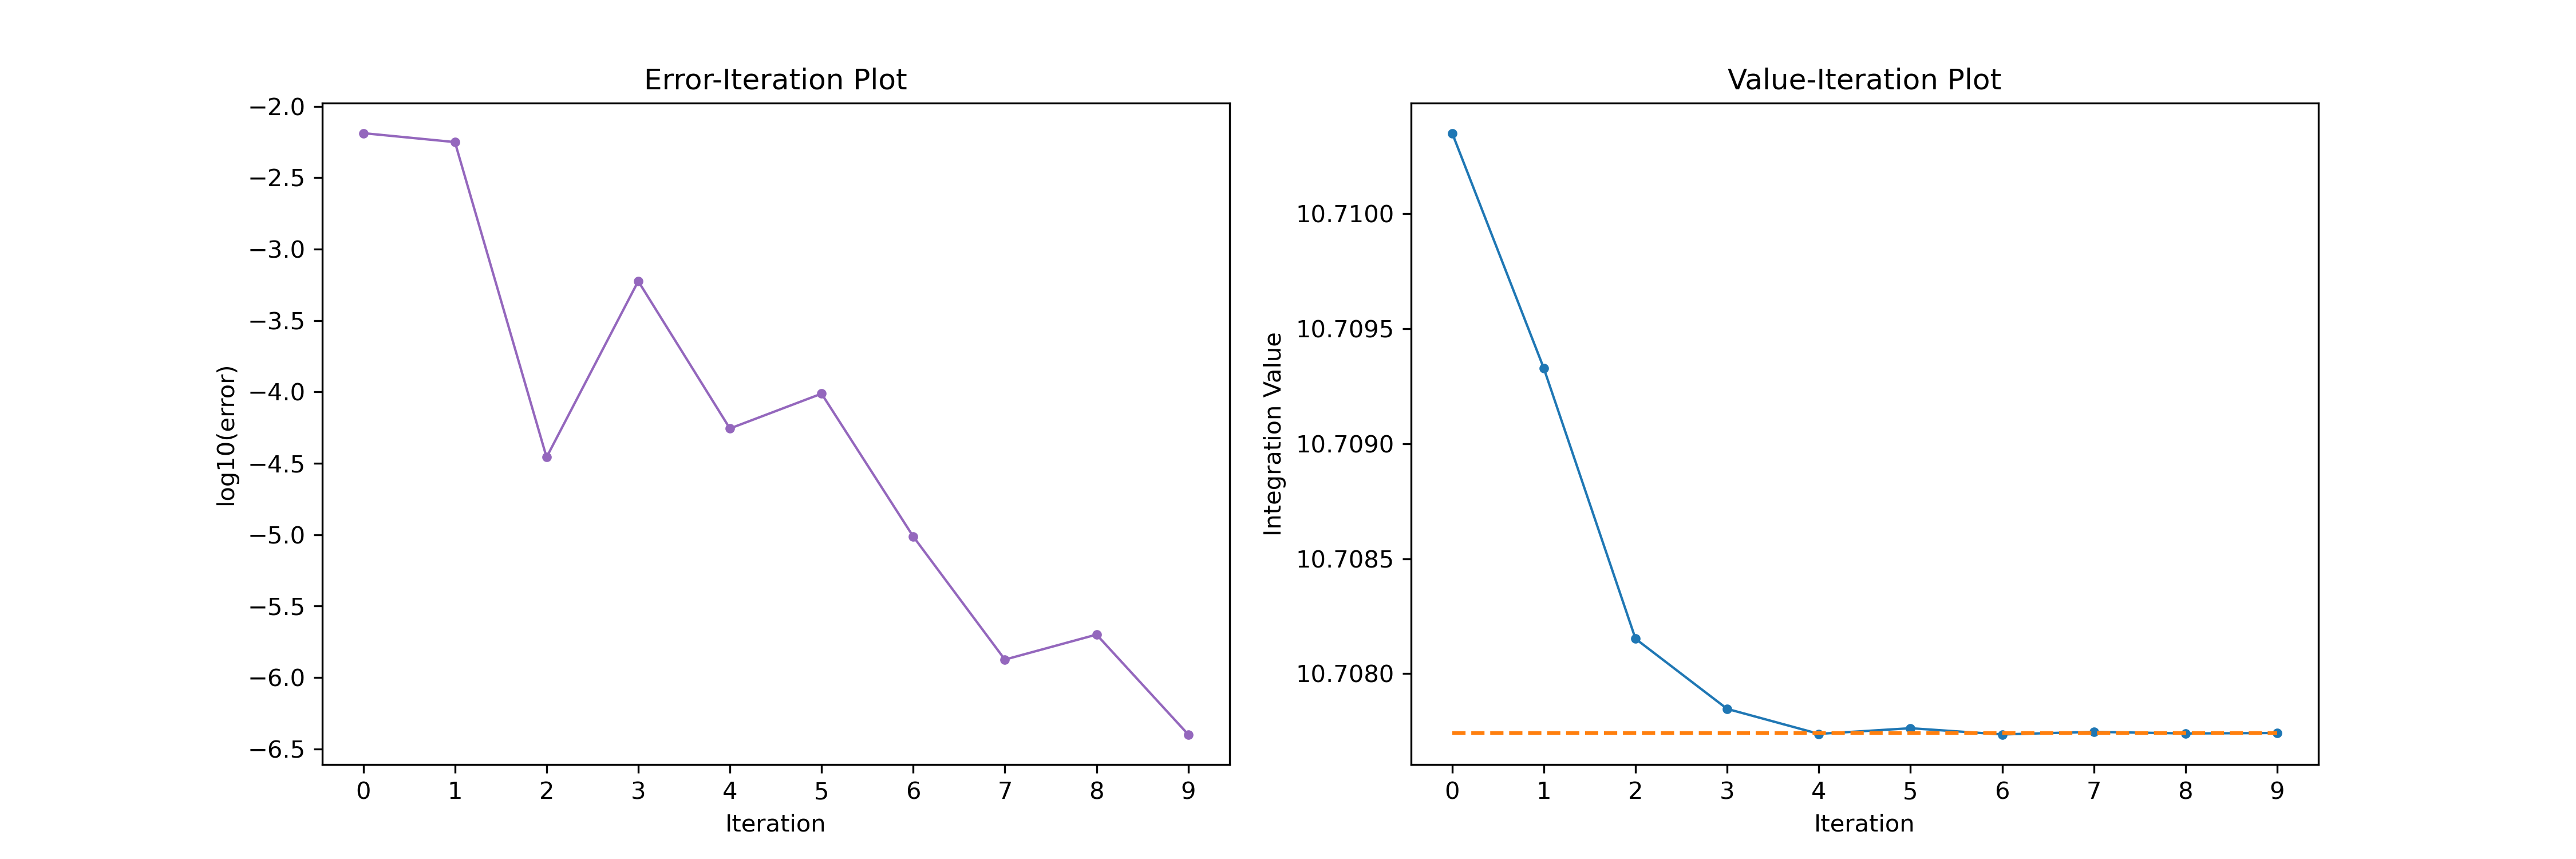 Error-Iteration Plot
−2.0
−2.5
−3.0
−3.5
−4.0
−4.5
−5.0
−5.5
−6.0
−6.5
log10(error)
0 1 2 3 4 5 6 7 8 9
Iteration
Value-Iteration Plot
10.7100
10.7095
10.7090
10.7085
10.7080
Integration Value
0 1 2 3 4 5 6 7 8 9
Iteration